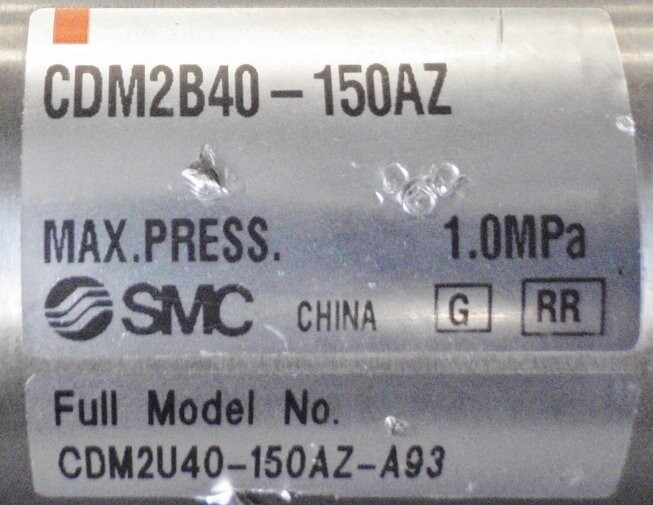 CDM2B40-150AZ
MAX.PRESS. 1.0MPa
SMC CHINA G RR
Full Model No.
CDM2U40-150AZ-A93